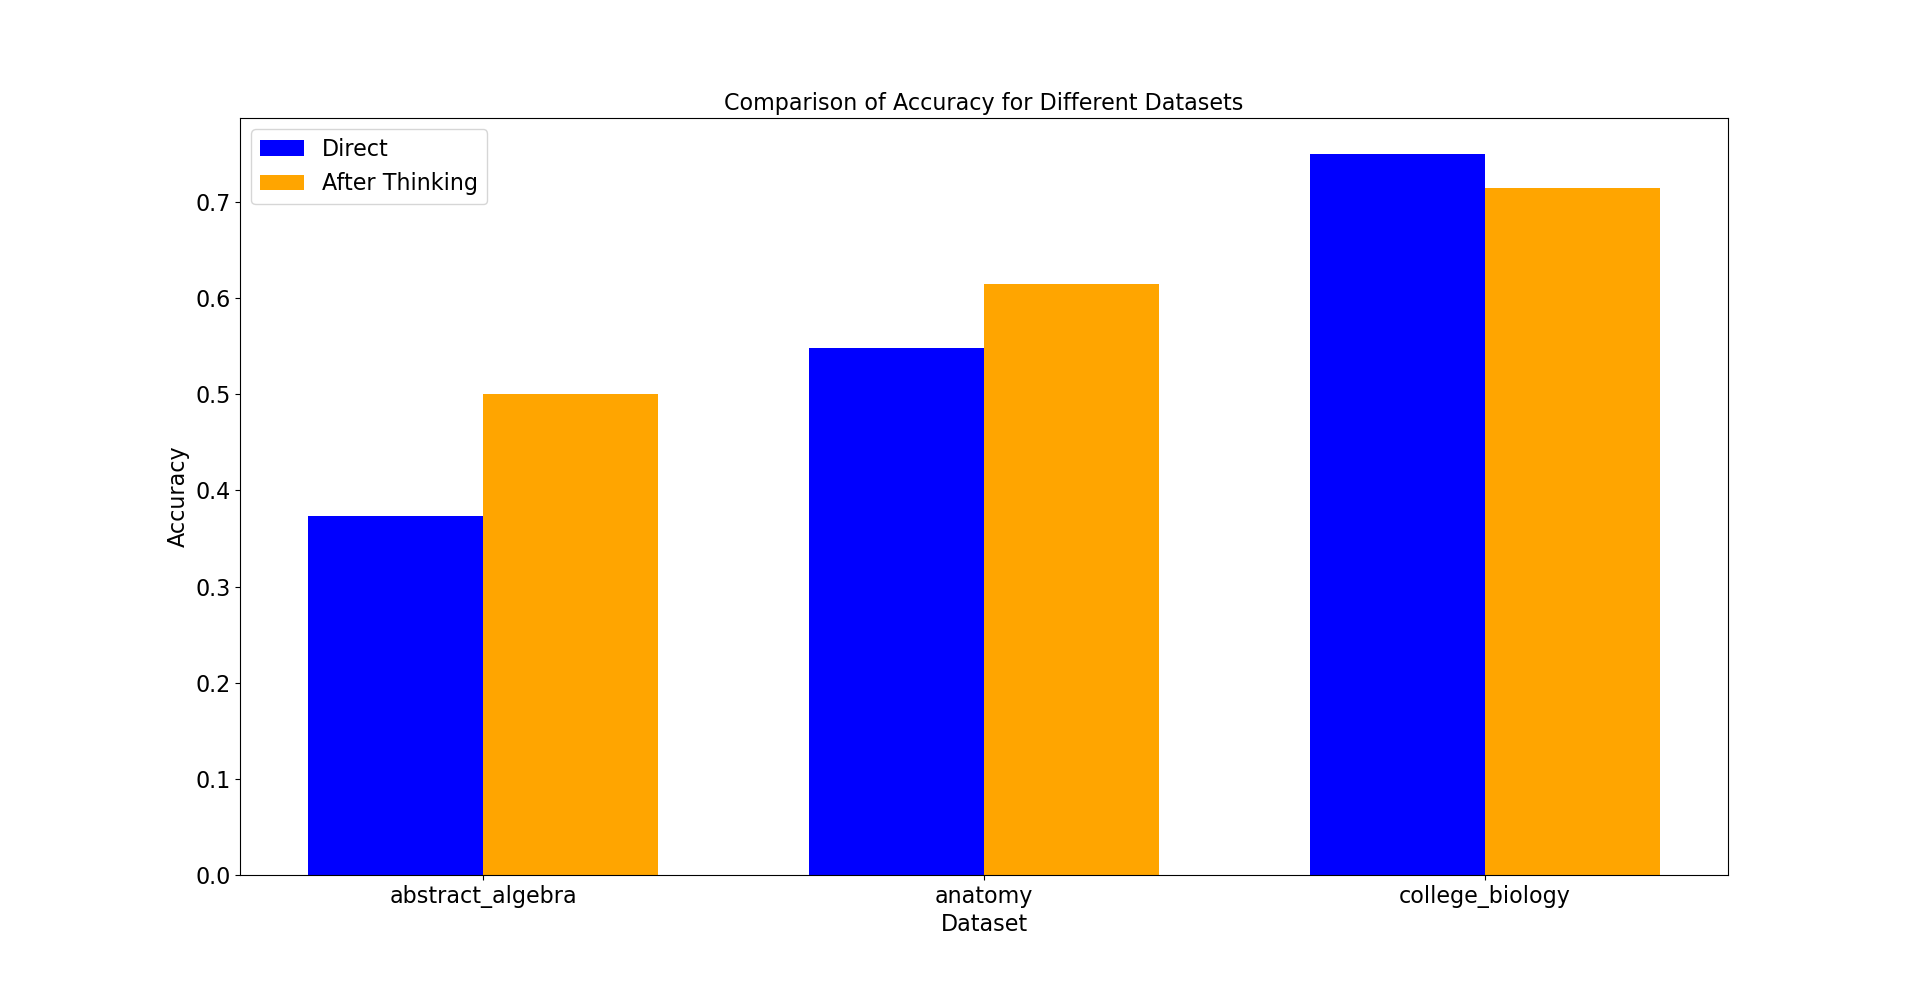 Comparison of Accuracy for Different Datasets
Direct
After Thinking
Accuracy
0.7
0.6
0.5
0.4
0.3
0.2
0.1
0.0
abstract_algebra
anatomy
college_biology
Dataset